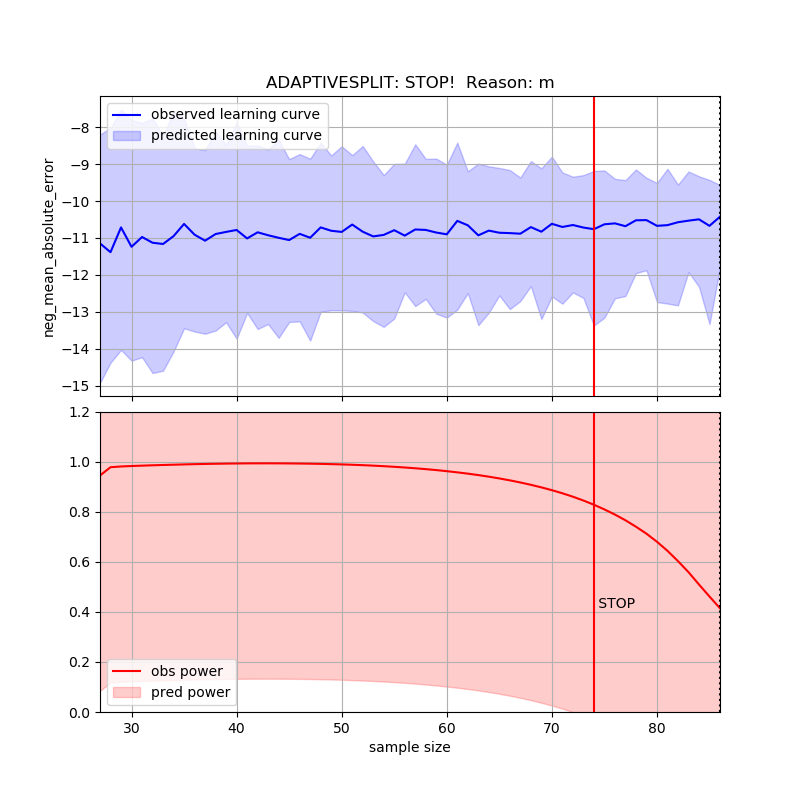 ADAPTIVESPLIT: STOP!  Reason: m
observed learning curve
predicted learning curve
neg_mean_absolute_error
−8
−9
−10
−11
−12
−13
−14
−15
1.2
1.0
0.8
0.6
0.4
0.2
0.0
STOP
obs power
pred power
30 40 50 60 70 80
sample size